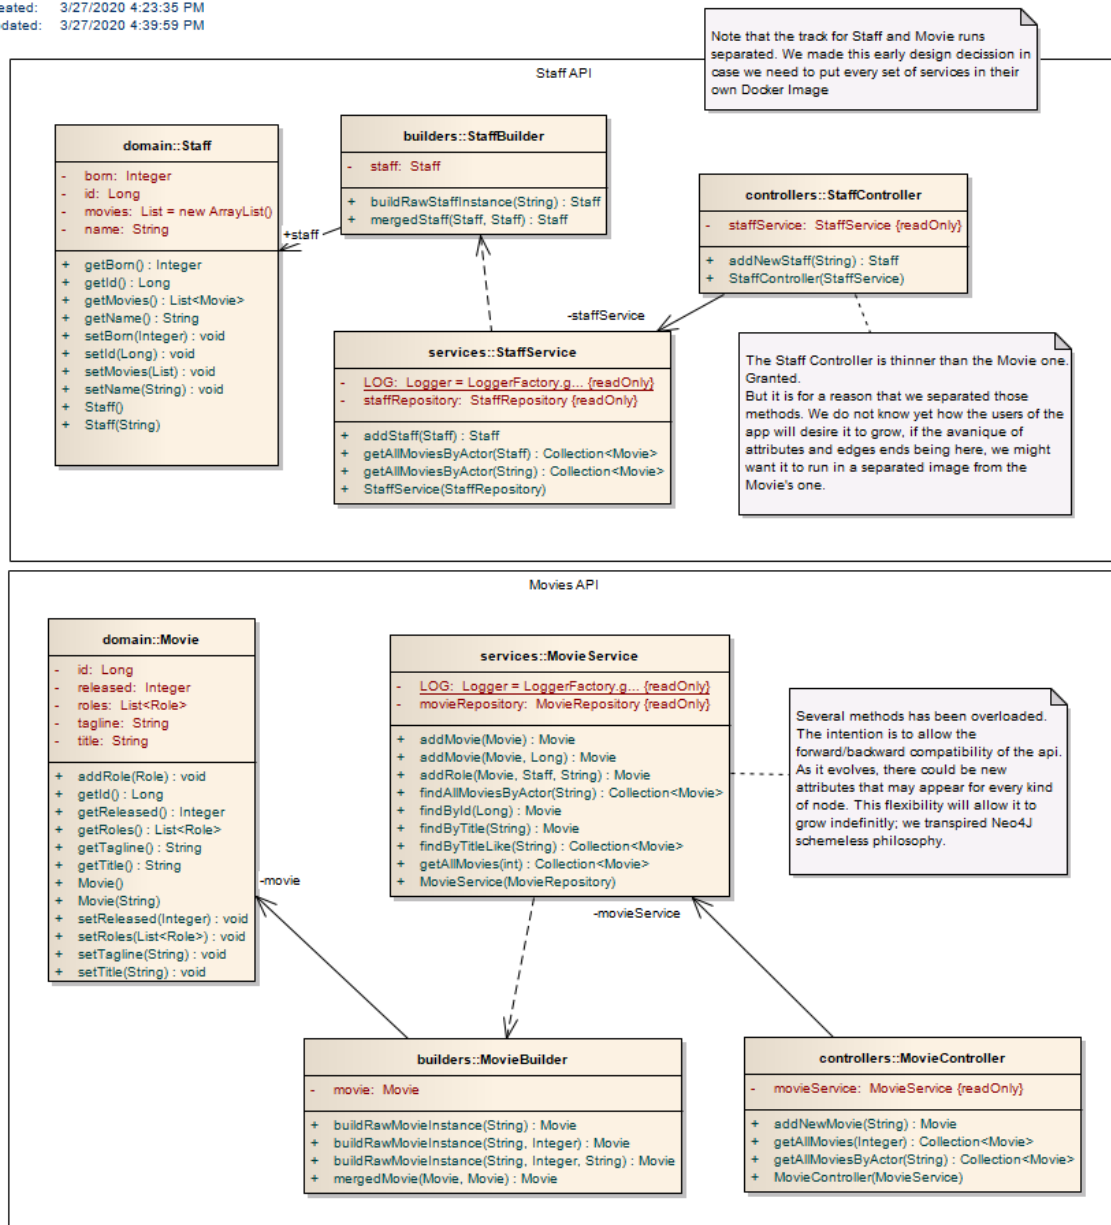 eated: 3/27/2020 4:23:35 PM
dated: 3/27/2020 4:39:59 PM
Note that the track for Staff and Movie runs
separated. We made this early design decission in
case we need to put every set of services in their
own Docker Image
Staff API
domain::Staff
- born: Integer
- id: Long
- movies: List = new ArrayList()
- name: String
+ getBorn() : Integer
+ getId() : Long
+ getMovies() : List<Movie>
+ getName() : String
+ setBorn(Integer) : void
+ setId(Long) : void
+ setMovies(List) : void
+ setName(String) : void
+ Staff()
+ Staff(String)
+staff
builders::StaffBuilder
- staff: Staff
+ buildRawStaffInstance(String) : Staff
+ mergedStaff(Staff, Staff) : Staff
controllers::StaffController
- staffService: StaffService {readOnly}
+ addNewStaff(String) : Staff
+ StaffController(StaffService)
-staffService
services::StaffService
- LOG: Logger = LoggerFactory.g... {readOnly}
- staffRepository: StaffRepository {readOnly}
+ addStaff(Staff) : Staff
+ getAllMoviesByActor(Staff) : Collection<Movie>
+ getAllMoviesByActor(String) : Collection<Movie>
+ StaffService(StaffRepository)
The Staff Controller is thinner than the Movie one.
Granted.
But it is for a reason that we separated those
methods. We do not know yet how the users of the
app will desire it to grow, if the avanique of
attributes and edges ends being here, we might
want it to run in a separated image from the
Movie's one.
Movies API
domain::Movie
- id: Long
- released: Integer
- roles: List<Role>
- tagline: String
- title: String
+ addRole(Role) : void
+ getId() : Long
+ getReleased() : Integer
+ getRoles() : List<Role>
+ getTagline() : String
+ getTitle() : String
+ Movie()
+ Movie(String)
+ setReleased(Integer) : void
+ setRoles(List<Role>) : void
+ setTagline(String) : void
+ setTitle(String) : void
-movie
services::MovieService
- LOG: Logger = LoggerFactory.g... {readOnly}
- movieRepository: MovieRepository {readOnly}
+ addMovie(Movie) : Movie
+ addMovie(Movie, Long) : Movie
+ addRole(Movie, Staff, String) : Movie
+ findAllMoviesByActor(String) : Collection<Movie>
+ findById(Long) : Movie
+ findByTitle(String) : Movie
+ findByTitleLike(String) : Collection<Movie>
+ getAllMovies(int) : Collection<Movie>
+ MovieService(MovieRepository)
Several methods has been overloaded.
The intention is to allow the
forward/backward compatibility of the api.
As it evolves, there could be new
attributes that may appear for every kind
of node. This flexibility will allow it to
grow indefinitly; we transpired Neo4J
schemeless philosophy.
-movieService
builders::MovieBuilder
- movie: Movie
+ buildRawMovieInstance(String) : Movie
+ buildRawMovieInstance(String, Integer) : Movie
+ buildRawMovieInstance(String, Integer, String) : Movie
+ mergedMovie(Movie, Movie) : Movie
controllers::MovieController
- movieService: MovieService {readOnly}
+ addNewMovie(String) : Movie
+ getAllMovies(Integer) : Collection<Movie>
+ getAllMoviesByActor(String) : Collection<Movie>
+ MovieController(MovieService)